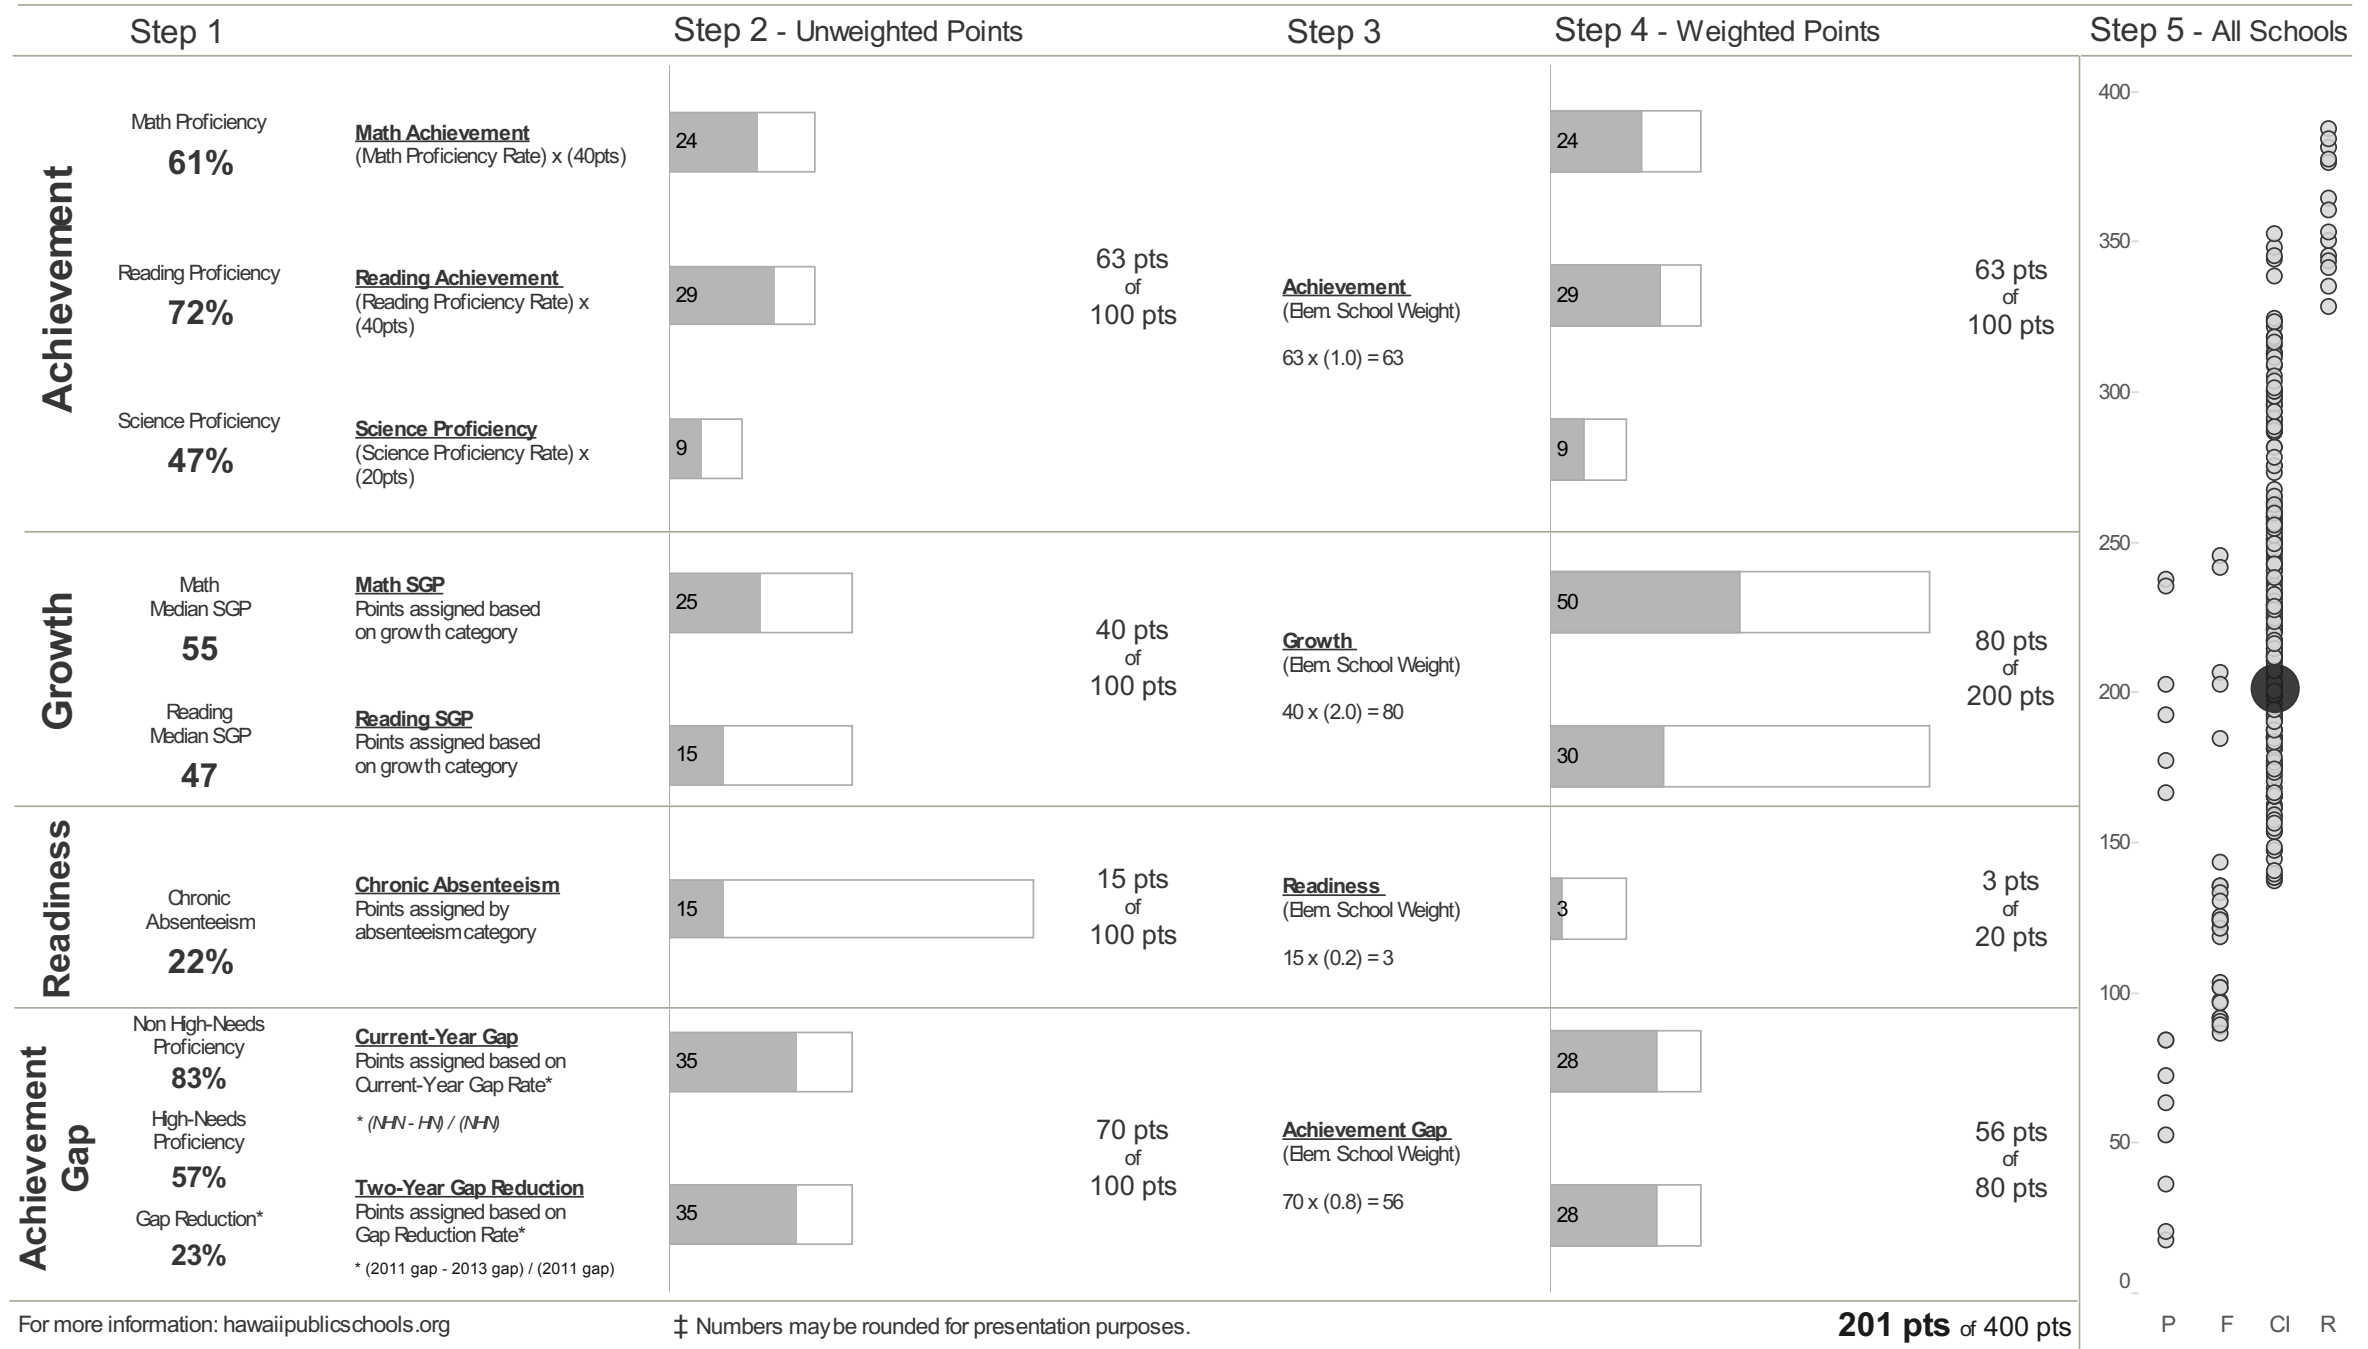 Step 1
Step 2 - Unweighted Points
Step 3
Step 4 - Weighted Points
Step 5 - All Schools
Achievement
Math Proficiency
61%
Math Achievement
(Math Proficiency Rate) x (40pts)
24
Reading Proficiency
72%
Reading Achievement
(Reading Proficiency Rate) x
(40pts)
29
Science Proficiency
47%
Science Proficiency
(Science Proficiency Rate) x
(20pts)
9
63 pts
of
100 pts
Achievement
(Elem. School Weight)
63 x (1.0) = 63
24
29
9
63 pts
of
100 pts
Growth
Math
Median SGP
55
Math SGP
Points assigned based
on growth category
25
Reading
Median SGP
47
Reading SGP
Points assigned based
on growth category
15
40 pts
of
100 pts
Growth
(Elem. School Weight)
40 x (2.0) = 80
50
30
80 pts
of
200 pts
Readiness
Chronic
Absenteeism
22%
Chronic Absenteeism
Points assigned by
absenteeism category
15
15 pts
of
100 pts
Readiness
(Elem. School Weight)
15 x (0.2) = 3
3
3 pts
of
20 pts
Achievement
Gap
Non High-Needs
Proficiency
83%
High-Needs
Proficiency
57%
Gap Reduction*
23%
Current-Year Gap
Points assigned based on
Current-Year Gap Rate*
* (NHN - HN) / (NHN)
35
Two-Year Gap Reduction
Points assigned based on
Gap Reduction Rate*
* (2011 gap - 2013 gap) / (2011 gap)
35
70 pts
of
100 pts
Achievement Gap
(Elem. School Weight)
70 x (0.8) = 56
28
28
56 pts
of
80 pts
400
350
300
250
200
150
100
50
0
P F CI R
For more information: hawaiipublicschools.org
‡ Numbers may be rounded for presentation purposes.
201 pts of 400 pts